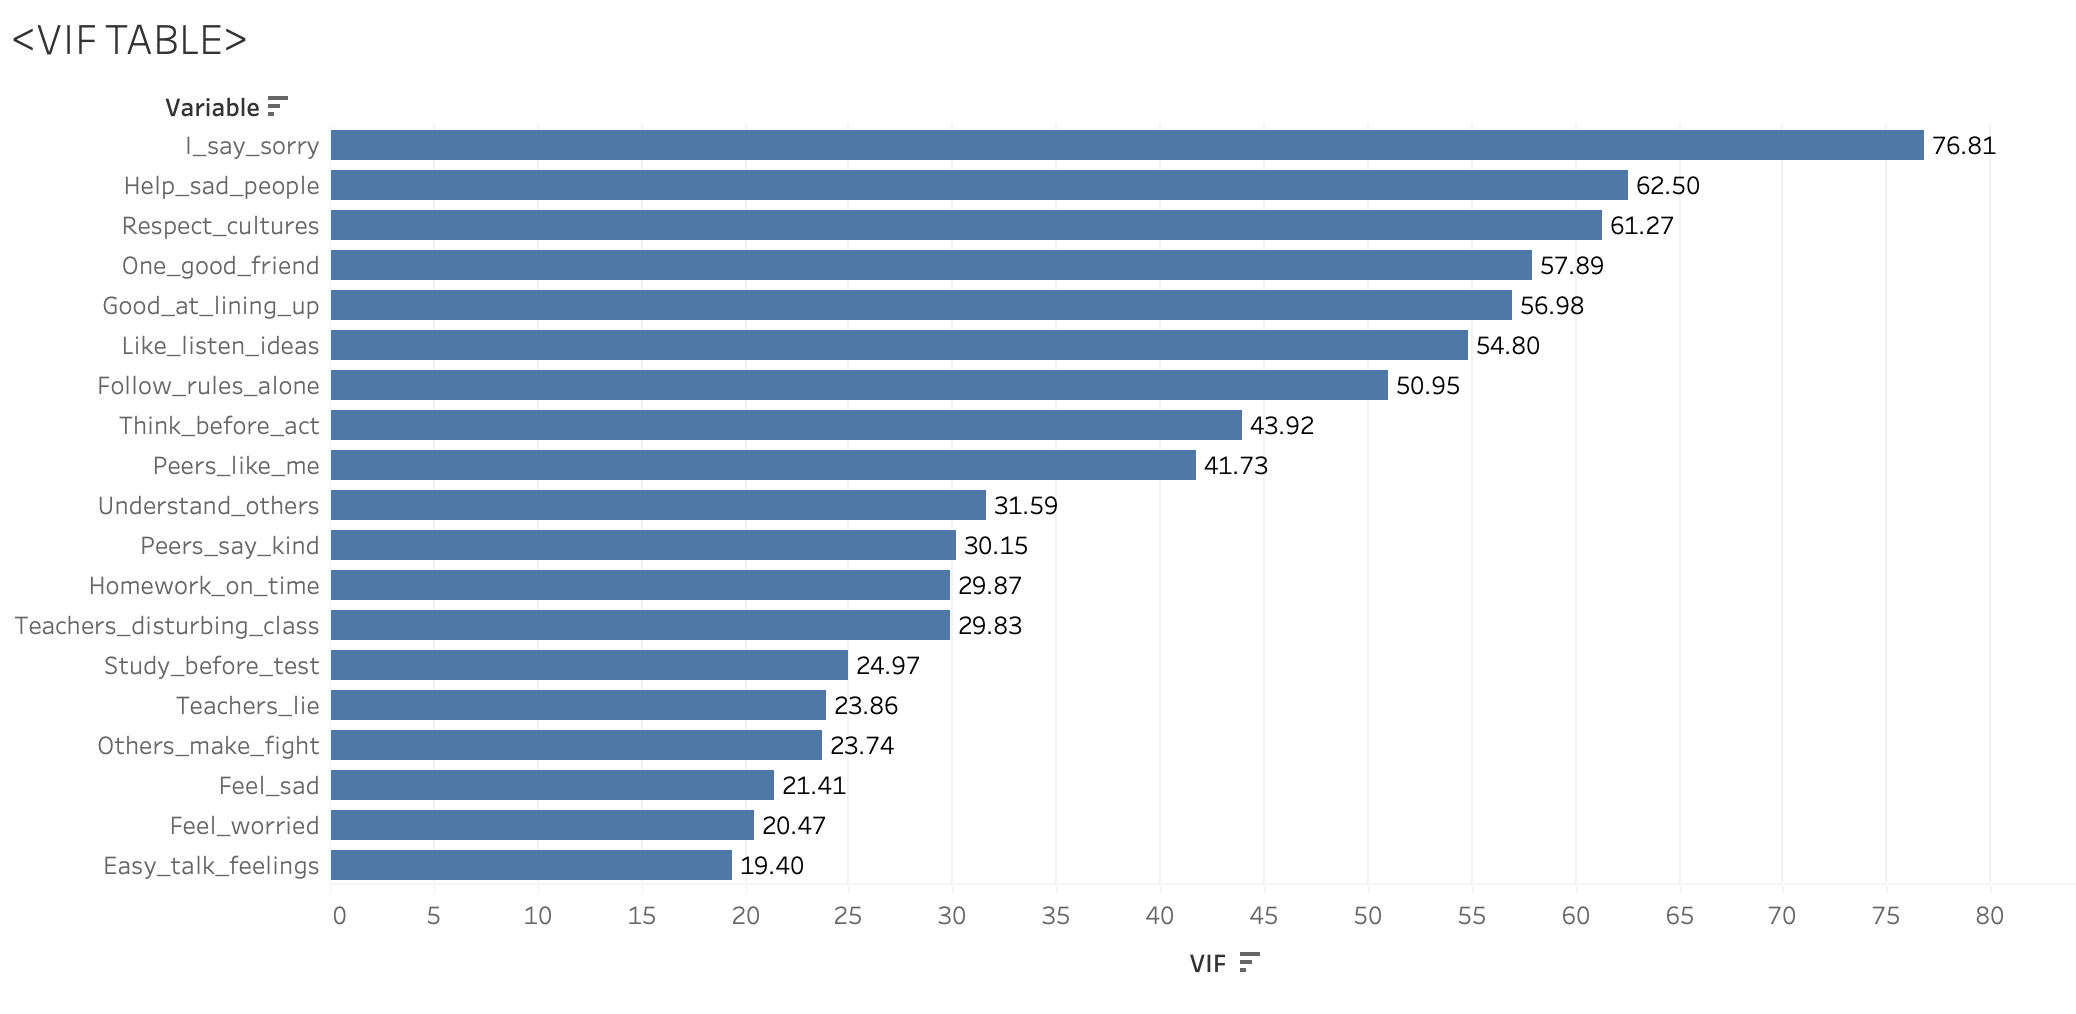 <VIF TABLE>
Variable
I_say_sorry 76.81
Help_sad_people 62.50
Respect_cultures 61.27
One_good_friend 57.89
Good_at_lining_up 56.98
Like_listen_ideas 54.80
Follow_rules_alone 50.95
Think_before_act 43.92
Peers_like_me 41.73
Understand_others 31.59
Peers_say_kind 30.15
Homework_on_time 29.87
Teachers_disturbing_class 29.83
Study_before_test 24.97
Teachers_lie 23.86
Others_make_fight 23.74
Feel_sad 21.41
Feel_worried 20.47
Easy_talk_feelings 19.40
0 5 10 15 20 25 30 35 40 45 50 55 60 65 70 75 80
VIF